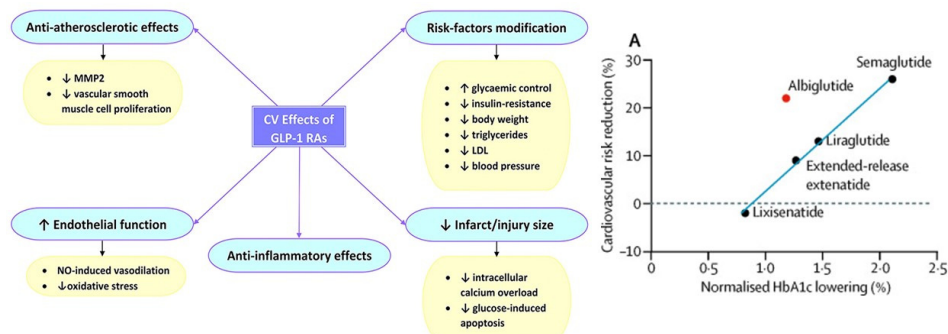 Anti-atherosclerotic effects
• ↓ MMP2
• ↓ vascular smooth
muscle cell proliferation
Risk-factors modification
• ↑ glycaemic control
• ↓ insulin-resistance
• ↓ body weight
• ↓ triglycerides
• ↓ LDL
• ↓ blood pressure
CV Effects of
GLP-1 RAs
↑ Endothelial function
• NO-induced vasodilation
• ↓oxidative stress
Anti-inflammatory effects
↓ Infarct/injury size
• ↓ intracellular
calcium overload
• ↓ glucose-induced
apoptosis
A
Cardiovascular risk reduction (%)
30
20
10
0
−10
Semaglutide
Albiglutide
Liraglutide
Extended-release
extenatide
Lixisenatide
0
0·5
1·0
1·5
2·0
2·5
Normalised HbA1c lowering (%)